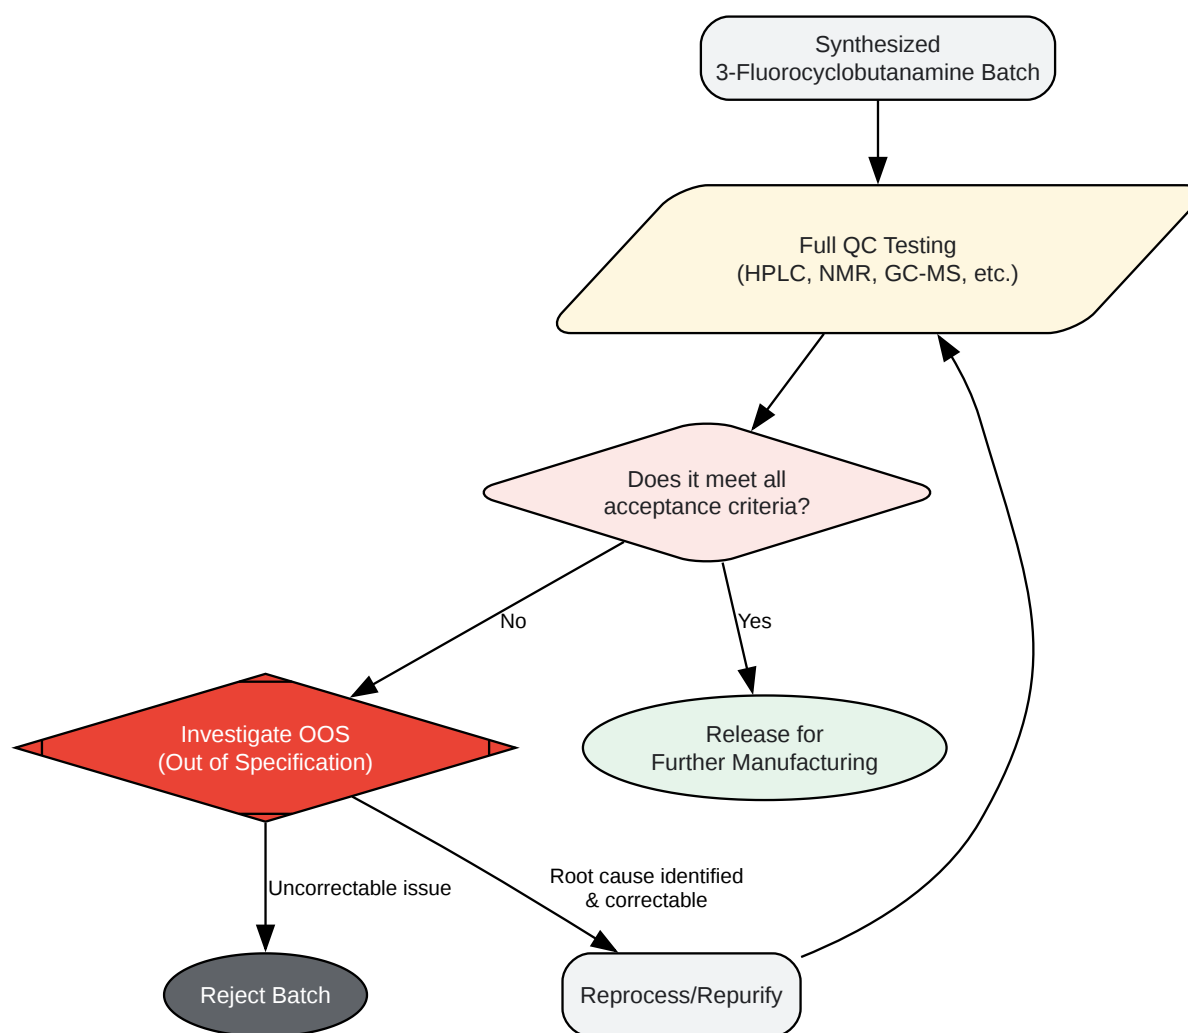 Synthesized
3-Fluorocyclobutanamine Batch
Full QC Testing
(HPLC, NMR, GC-MS, etc.)
Does it meet all
acceptance criteria?
No
Yes
Investigate OOS
(Out of Specification)
Release for
Further Manufacturing
Uncorrectable issue
Root cause identified
& correctable
Reject Batch
Reprocess/Repurify